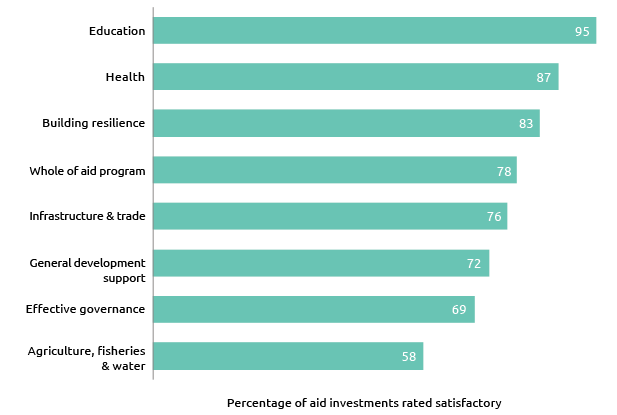 Education
95
Health
87
Building resilience
83
Whole of aid program
78
Infrastructure & trade
76
General development
support
72
Effective governance
69
Agriculture, fisheries
& water
58
Percentage of aid investments rated satisfactory